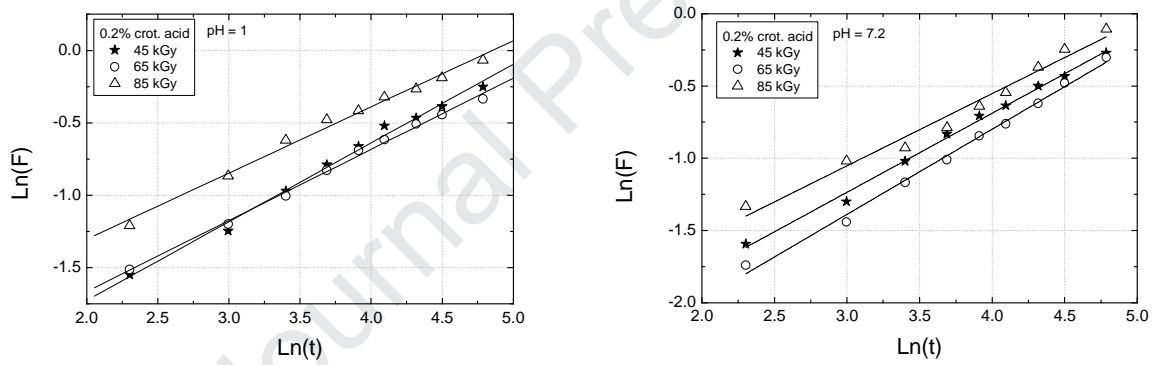 0.2% crot. acid
45 kGy
65 kGy
85 kGy
pH = 1
0.0
-0.5
-1.0
-1.5
2.0 2.5 3.0 3.5 4.0 4.5 5.0
Ln(F)
Ln(t)
0.2% crot. acid
45 kGy
65 kGy
85 kGy
pH = 7.2
0.0
-0.5
-1.0
-1.5
-2.0
2.0 2.5 3.0 3.5 4.0 4.5 5.0
Ln(F)
Ln(t)
Journal Pre